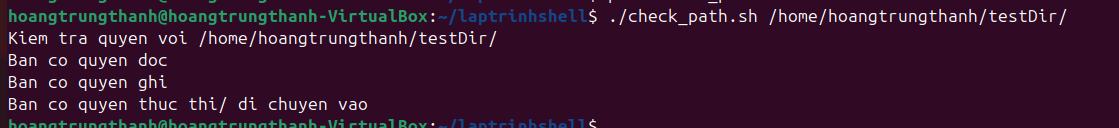 hoangtrungthanh@hoangtrungthanh-VirtualBox:~/laptrinhshell$ ./check_path.sh /home/hoangtrungthanh/testDir/
Kiem tra quyen voi /home/hoangtrungthanh/testDir/
Ban co quyen doc
Ban co quyen ghi
Ban co quyen thuc thi/ di chuyen vao
hoangtrungthanh@hoangtrungthanh-VirtualBox:~/laptrinhshell$